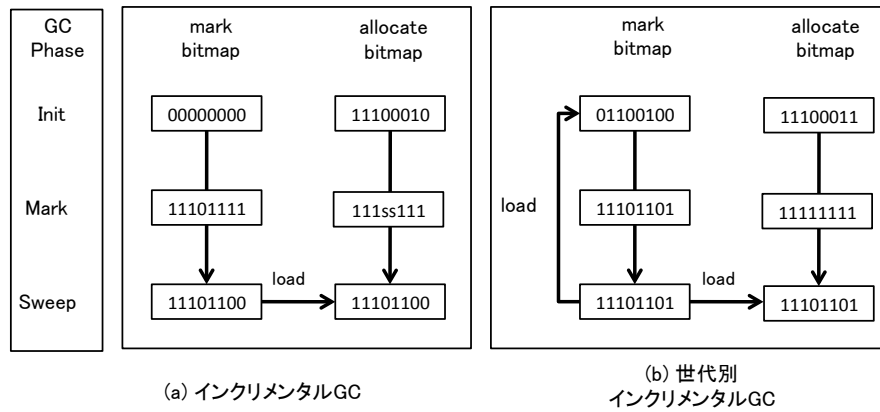 GC
Phase
mark
bitmap
allocate
bitmap
mark
bitmap
allocate
bitmap
Init
00000000
11100010
01100100
11100011
Mark
11101111
111ss111
load
11101101
11111111
Sweep
11101100
load
11101100
11101101
load
11101101
(a) インクリメンタルGC
(b) 世代別
インクリメンタルGC